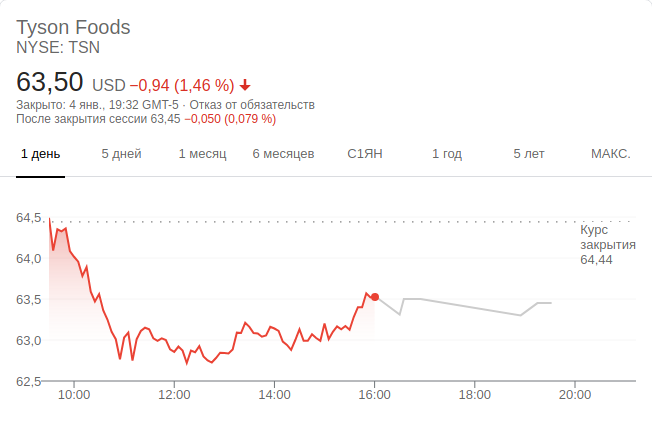 Tyson Foods
NYSE: TSN
63,50 USD −0,94 (1,46 %)
Закрыто: 4 янв., 19:32 GMT-5 · Отказ от обязательств
После закрытия сессии 63,45 −0,050 (0,079 %)
1 день 5 дней 1 месяц 6 месяцев С1ЯН 1 год 5 лет МАКС.
64,5
Курс
закрытия
64,0
64,44
63,5
63,0
62,5
10:00 12:00 14:00 16:00 18:00 20:00